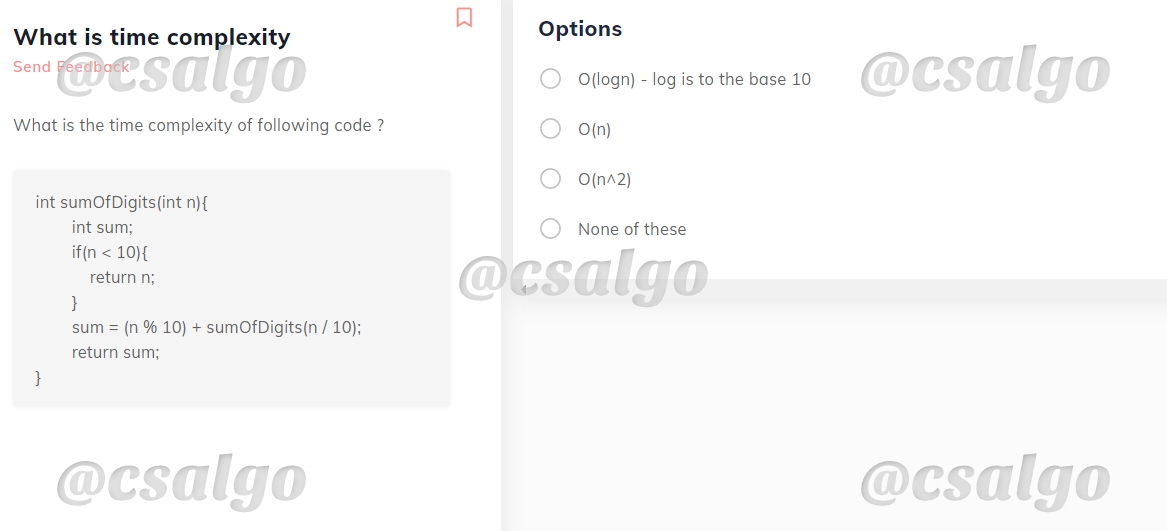 What is time complexity
Send Feedback
What is the time complexity of following code ?
int sumOfDigits(int n){
int sum;
if(n < 10){
return n;
}
sum = (n % 10) + sumOfDigits(n / 10);
return sum;
}
Options
O(logn) - log is to the base 10
O(n)
O(n^2)
None of these
@csalgo
@csalgo
@csalgo
@csalgo
@csalgo